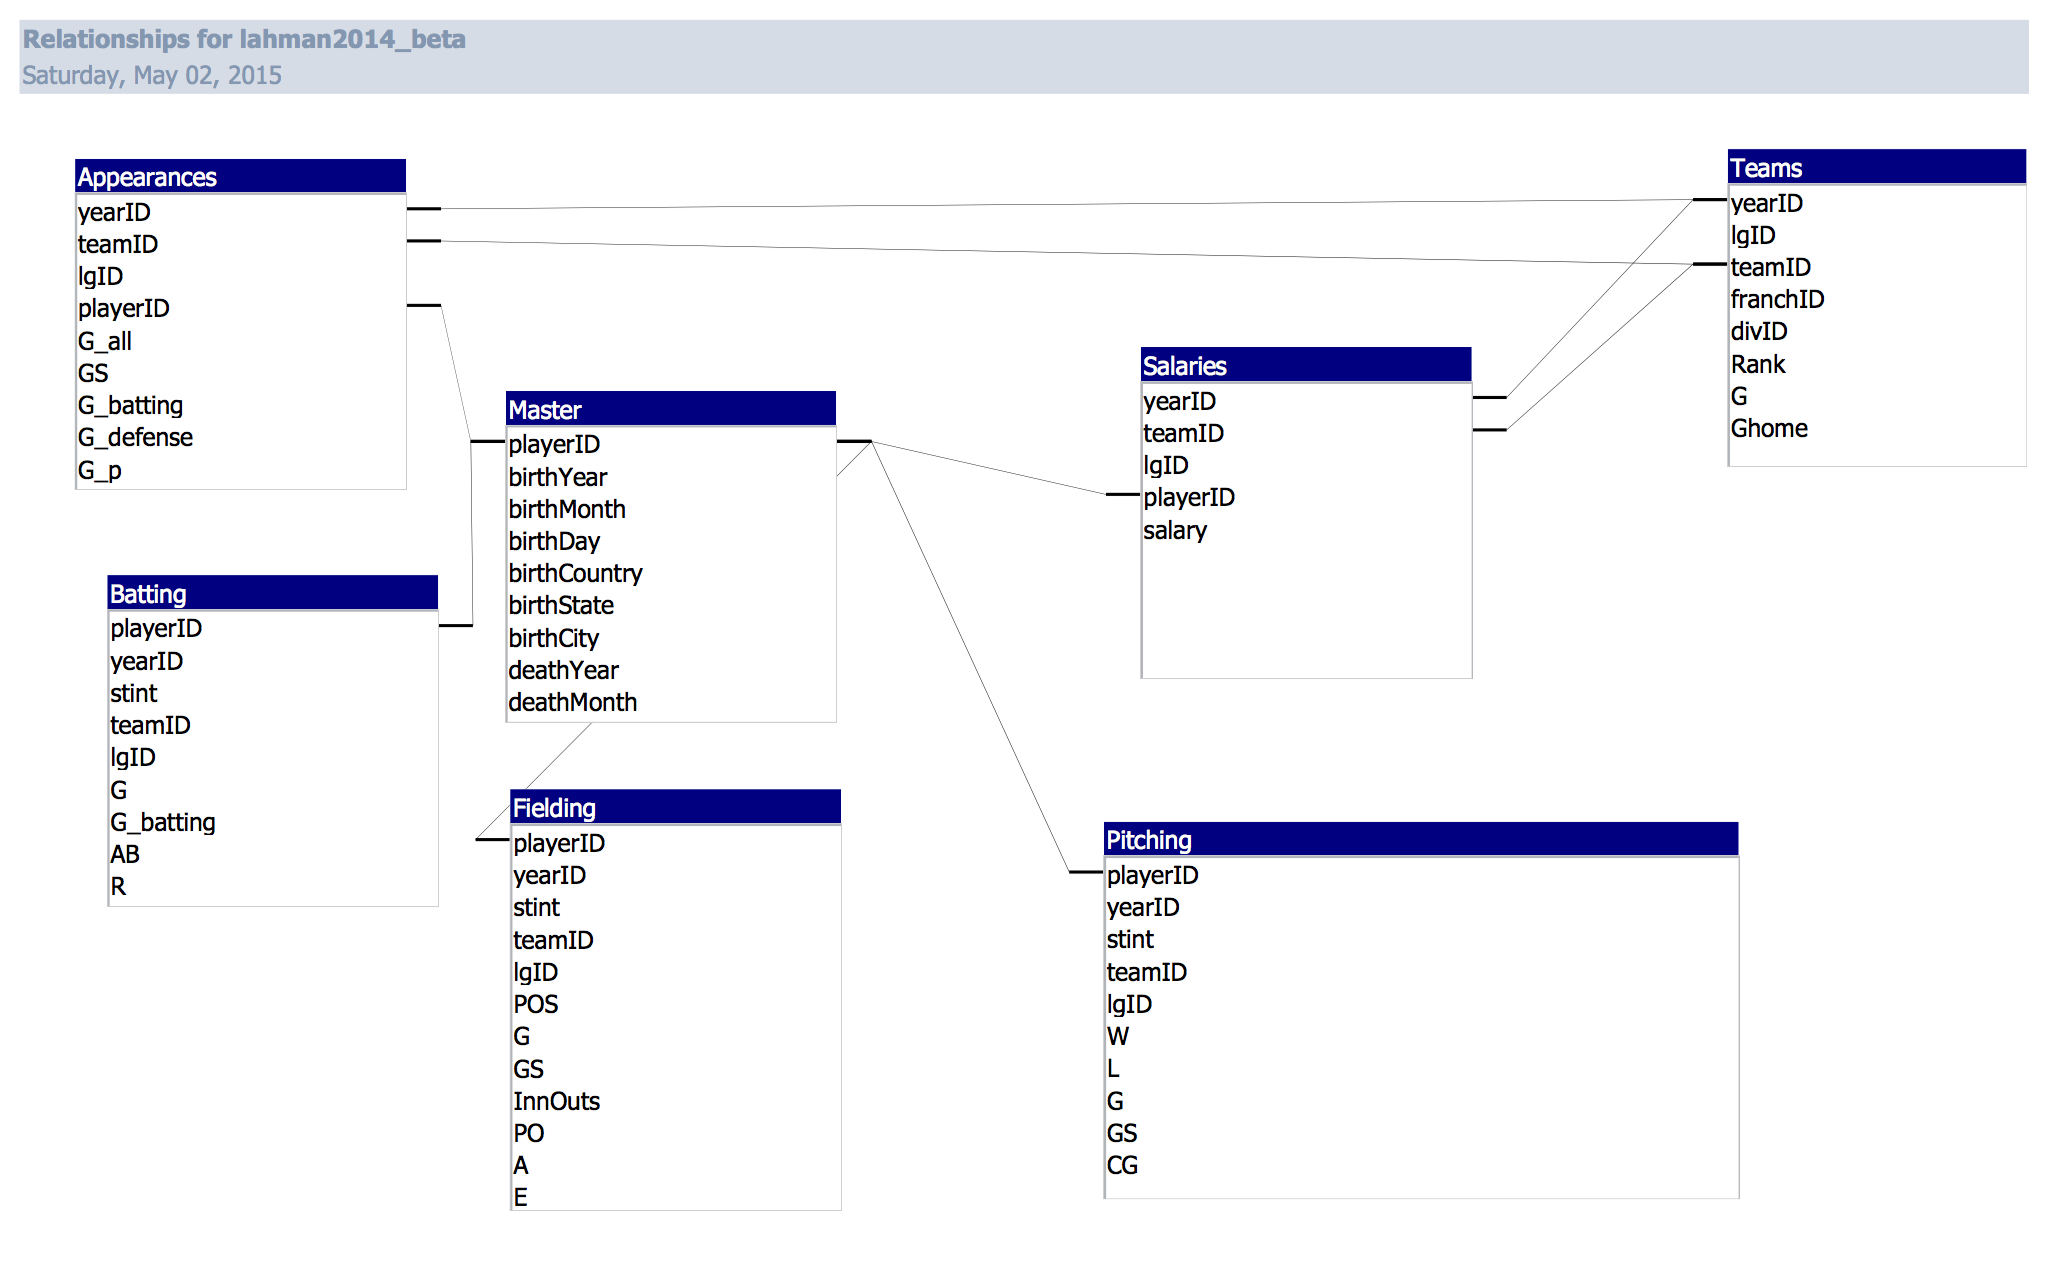 Relationships for lahman2014_beta
Saturday, May 02, 2015
Appearances
yearID
teamID
lgID
playerID
G_all
GS
G_batting
G_defense
G_p
Master
playerID
birthYear
birthMonth
birthDay
birthCountry
birthState
birthCity
deathYear
deathMonth
Salaries
yearID
teamID
lgID
playerID
salary
Teams
yearID
lgID
teamID
franchID
divID
Rank
G
Ghome
Batting
playerID
yearID
stint
teamID
lgID
G
G_batting
AB
R
Fielding
playerID
yearID
stint
teamID
lgID
POS
G
GS
InnOuts
PO
A
E
Pitching
playerID
yearID
stint
teamID
lgID
W
L
G
GS
CG